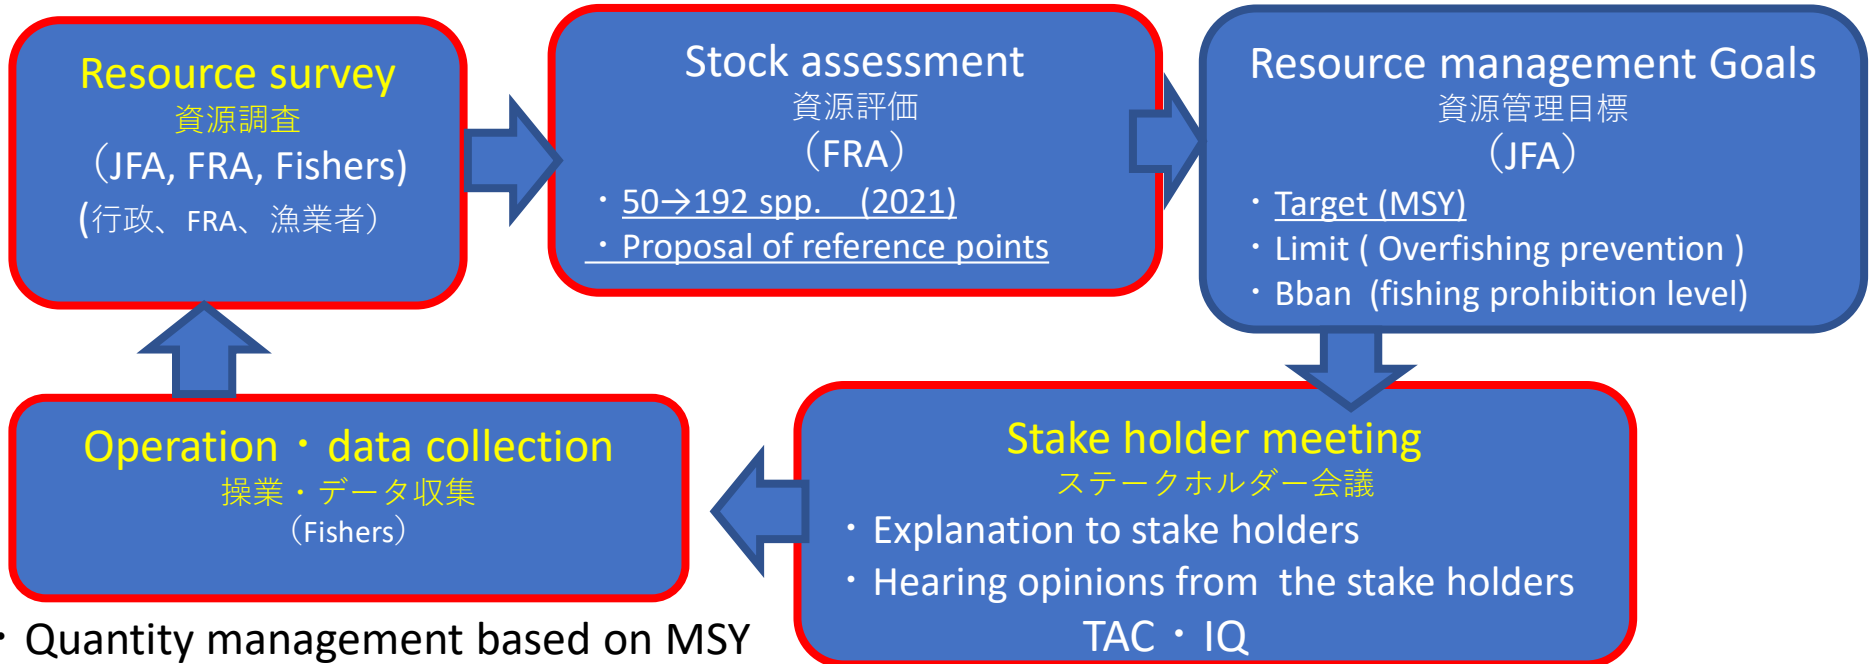 Resource survey
資源調査
（JFA, FRA, Fishers)
(行政、FRA、漁業者）
Stock assessment
資源評価
（FRA）
・50→192 spp.　(2021)
・Proposal of reference points
Resource management Goals
資源管理目標
（JFA）
・Target (MSY)
・Limit ( Overfishing prevention )
・Bban (fishing prohibition level)
Stake holder meeting
ステークホルダー会議
・Explanation to stake holders
・Hearing opinions from the stake holders
TAC・IQ
Operation・data collection
操業・データ収集
（Fishers）
・Quantity management based on MSY